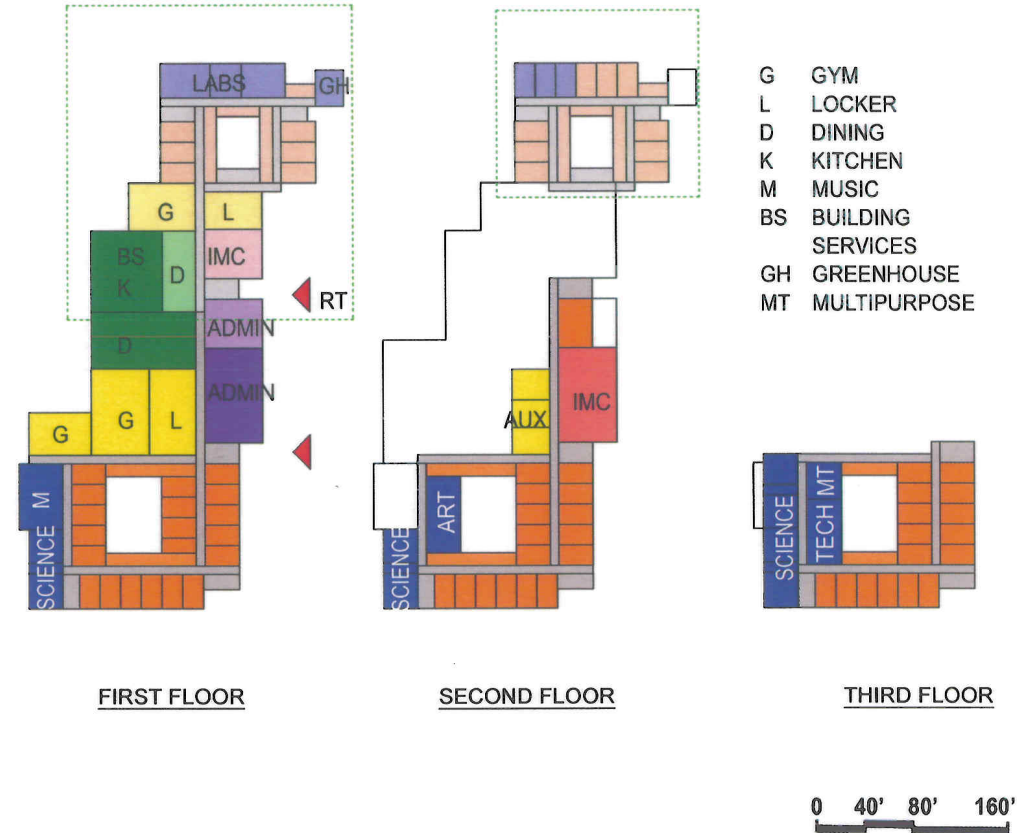 LABS
GH
G
L
BS
K
D
IMC
RT
ADMIN
D
ADMIN
G
G
L
M
SCIENCE
FIRST FLOOR
AUX
IMC
ART
SCIENCE
SECOND FLOOR
SCIENCE
TECH MT
THIRD FLOOR
G GYM
L LOCKER
D DINING
K KITCHEN
M MUSIC
BS BUILDING
SERVICES
GH GREENHOUSE
MT MULTIPURPOSE
0 40' 80' 160'